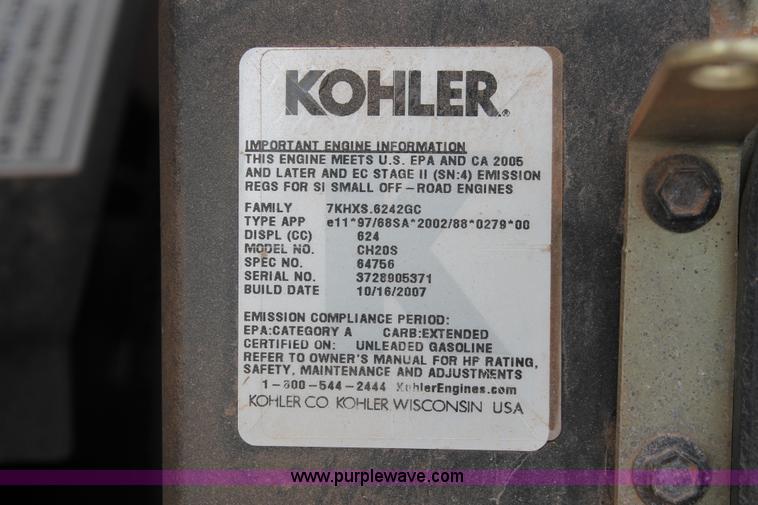 KOHLER.
IMPORTANT ENGINE INFORMATION
THIS ENGINE MEETS U.S. EPA AND CA 2005
AND LATER AND EC STAGE II (SN:4) EMISSION
REGS FOR SI SMALL OFF-ROAD ENGINES
FAMILY 7KHXS.6242GC
TYPE APP e11*97/68SA*2002/88*0279*00
DISPL (CC) 624
MODEL NO. CH20S
SPEC NO. 64756
SERIAL NO. 3728905371
BUILD DATE 10/16/2007
EMISSION COMPLIANCE PERIOD:
EPA:CATEGORY A CARB:EXTENDED
CERTIFIED ON: UNLEADED GASOLINE
REFER TO OWNER'S MANUAL FOR HP RATING,
SAFETY, MAINTENANCE AND ADJUSTMENTS
1-800-544-2444 KohlerEngines.com
KOHLER CO. KOHLER, WISCONSIN USA
www.purplewave.com